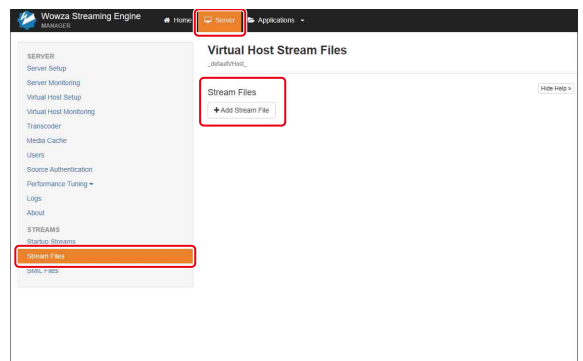 Wowza Streaming Engine
MANAGER
Home
Server
Applications
SERVER
Server Setup
Server Monitoring
Virtual Host Setup
Virtual Host Monitoring
Transcoder
Media Cache
Users
Source Authentication
Performance Tuning
Logs
About
STREAMS
Startup Streams
Stream Files
SMIL Files
Virtual Host Stream Files
_defaultVHost_
Stream Files
+ Add Stream File
Hide Help »